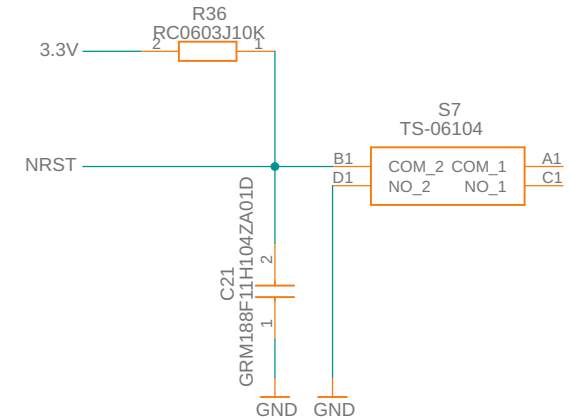 R36
RC0603J10K
3.3V
2
1
S7
TS-06104
NRST
B1
COM_2
COM_1
A1
D1
NO_2
NO_1
C1
C21
GRM188F11H104ZA01D
2
1
GND
GND